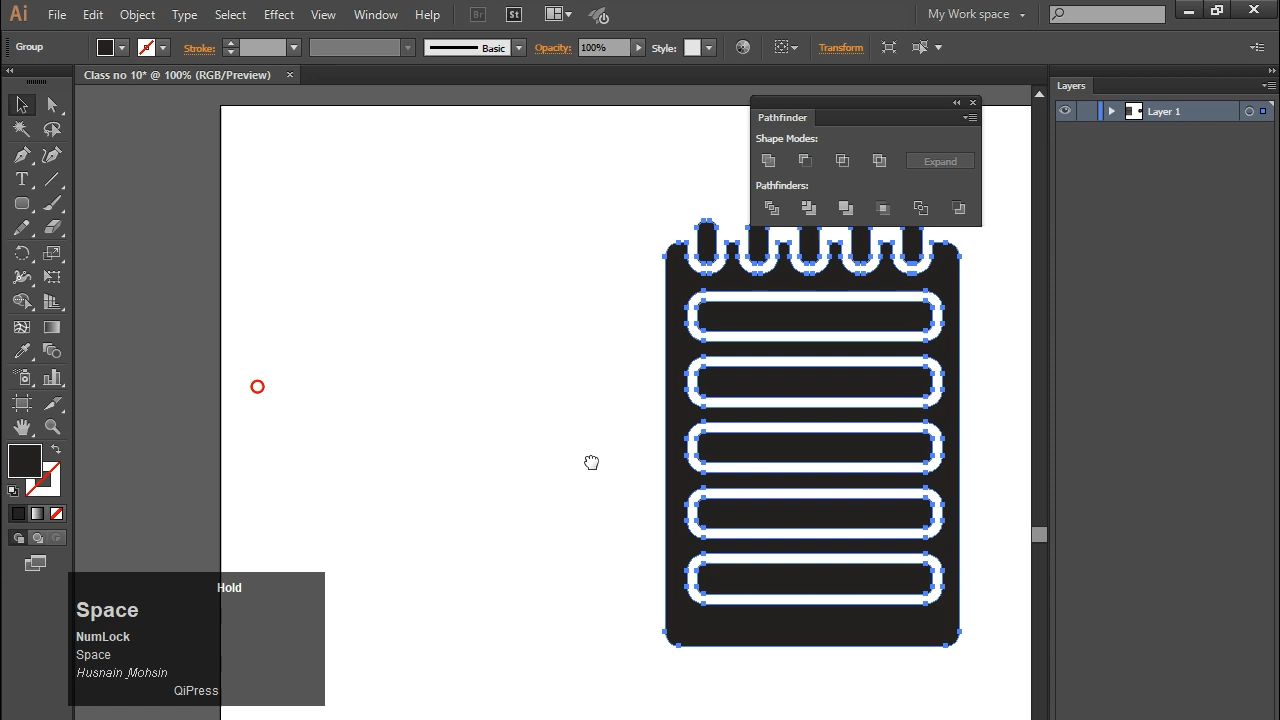 Ai File Edit Object Type Select Effect View Window Help Br St My Work space
Group Stroke: Basic Opacity: 100% Style: Transform
Class no 10* @ 100% (RGB/Preview) × Layers
Layer 1
Pathfinder
Shape Modes:
Expand
Pathfinders:
Hold
Space
NumLock
Space
Husnain_Mohsin
QiPress